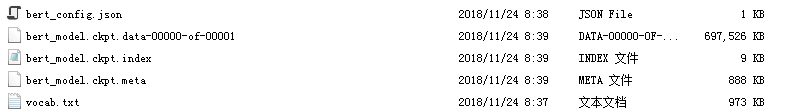 bert_config.json 2018/11/24 8:38 JSON File 1 KB
bert_model.ckpt.data-00000-of-00001 2018/11/24 8:39 DATA-00000-OF-... 697,526 KB
bert_model.ckpt.index 2018/11/24 8:39 INDEX 文件 9 KB
bert_model.ckpt.meta 2018/11/24 8:39 META 文件 888 KB
vocab.txt 2018/11/24 8:37 文本文档 973 KB